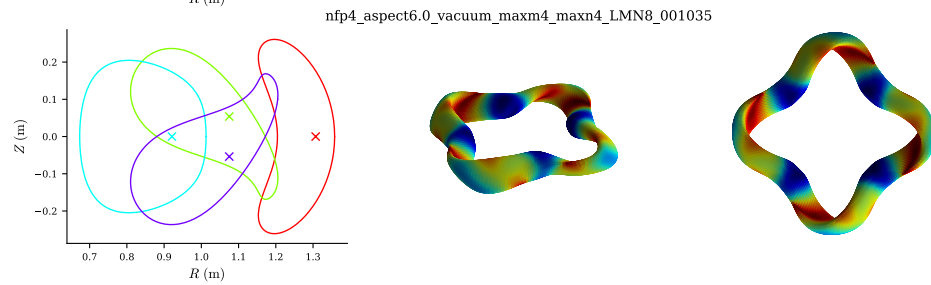 R (m)
nfp4_aspect6.0_vacuum_maxm4_maxn4_LMN8_001035
0.2
0.1
0.0
−0.1
−0.2
Z (m)
0.7 0.8 0.9 1.0 1.1 1.2 1.3
R (m)